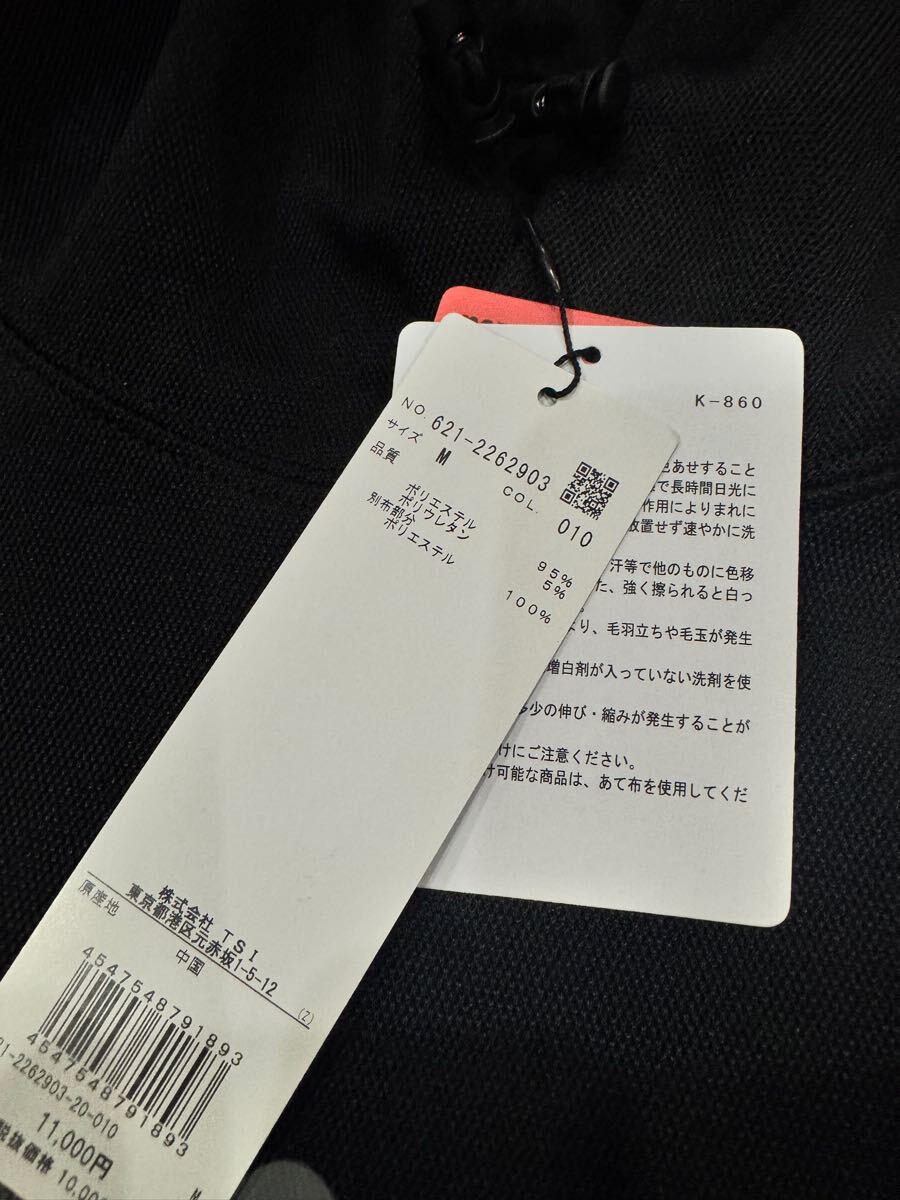 K-860
色あせすること
で長時間日光に
作用によりまれに
放置せず速やかに洗
汗等で他のものに色移
た、強く擦られると白っ
より、毛羽立ちや毛玉が発生
増白剤が入っていない洗剤を使
多少の伸び・縮みが発生することが
けにご注意ください。
け可能な商品は、あて布を使用してくだ
NO. 621-2262903
サイズ M COL. 010
品質
ポリエステル 95%
ポリウレタン 5%
別布部分
ポリエステル 100%
株式会社 TSI
東京都港区元赤坂1-5-12
原産地 中国 (Z)
4547548791893
4547548791893
21-2262903-20-010
11,000円
税抜価格 10,000
M